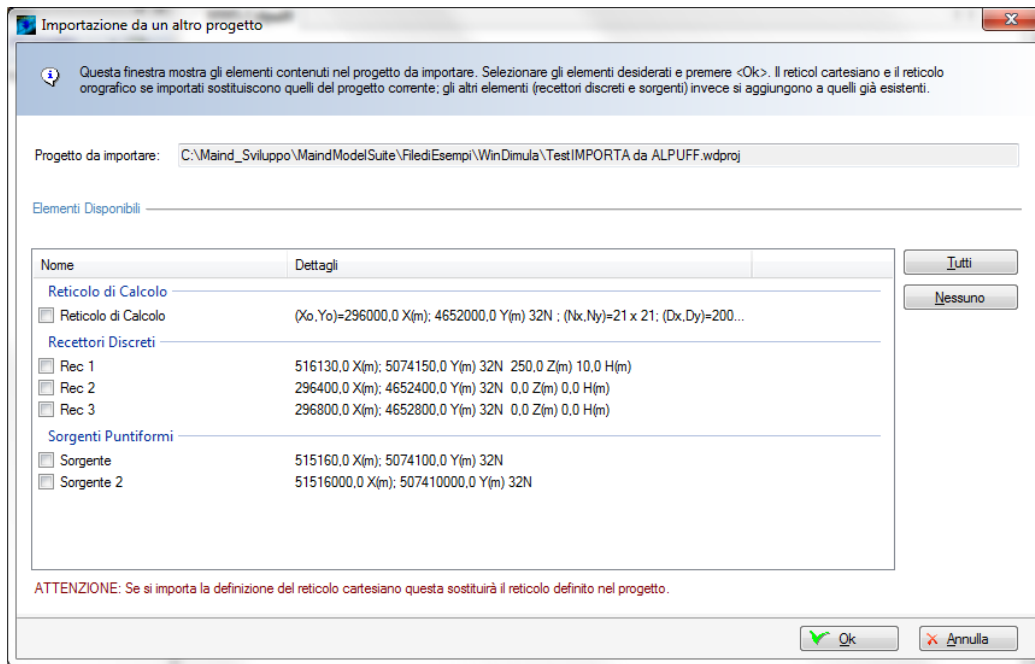 Importazione da un altro progetto
Questa finestra mostra gli elementi contenuti nel progetto da importare. Selezionare gli elementi desiderati e premere <Ok>. Il reticol cartesiano e il reticolo
orografico se importati sostituiscono quelli del progetto corrente; gli altri elementi (recettori discreti e sorgenti) invece si aggiungono a quelli già esistenti.
Progetto da importare: C:\Maind_Sviluppo\MaindModelSuite\FilediEsempi\WinDimula\TestIMPORTA da ALPUFF.wdproj
Elementi Disponibili
Nome Dettagli
Tutti
Nessuno
Reticolo di Calcolo
Reticolo di Calcolo (Xo,Yo)=296000,0 X(m); 4652000,0 Y(m) 32N ; (Nx,Ny)=21 x 21; (Dx,Dy)=200...
Recettori Discreti
Rec 1 516130,0 X(m); 5074150,0 Y(m) 32N 250,0 Z(m) 10,0 H(m)
Rec 2 296400,0 X(m); 4652400,0 Y(m) 32N 0,0 Z(m) 0,0 H(m)
Rec 3 296800,0 X(m); 4652800,0 Y(m) 32N 0,0 Z(m) 0,0 H(m)
Sorgenti Puntiformi
Sorgente 515160,0 X(m); 5074100,0 Y(m) 32N
Sorgente 2 51516000,0 X(m); 507410000,0 Y(m) 32N
ATTENZIONE: Se si importa la definizione del reticolo cartesiano questa sostituirà il reticolo definito nel progetto.
Ok Annulla